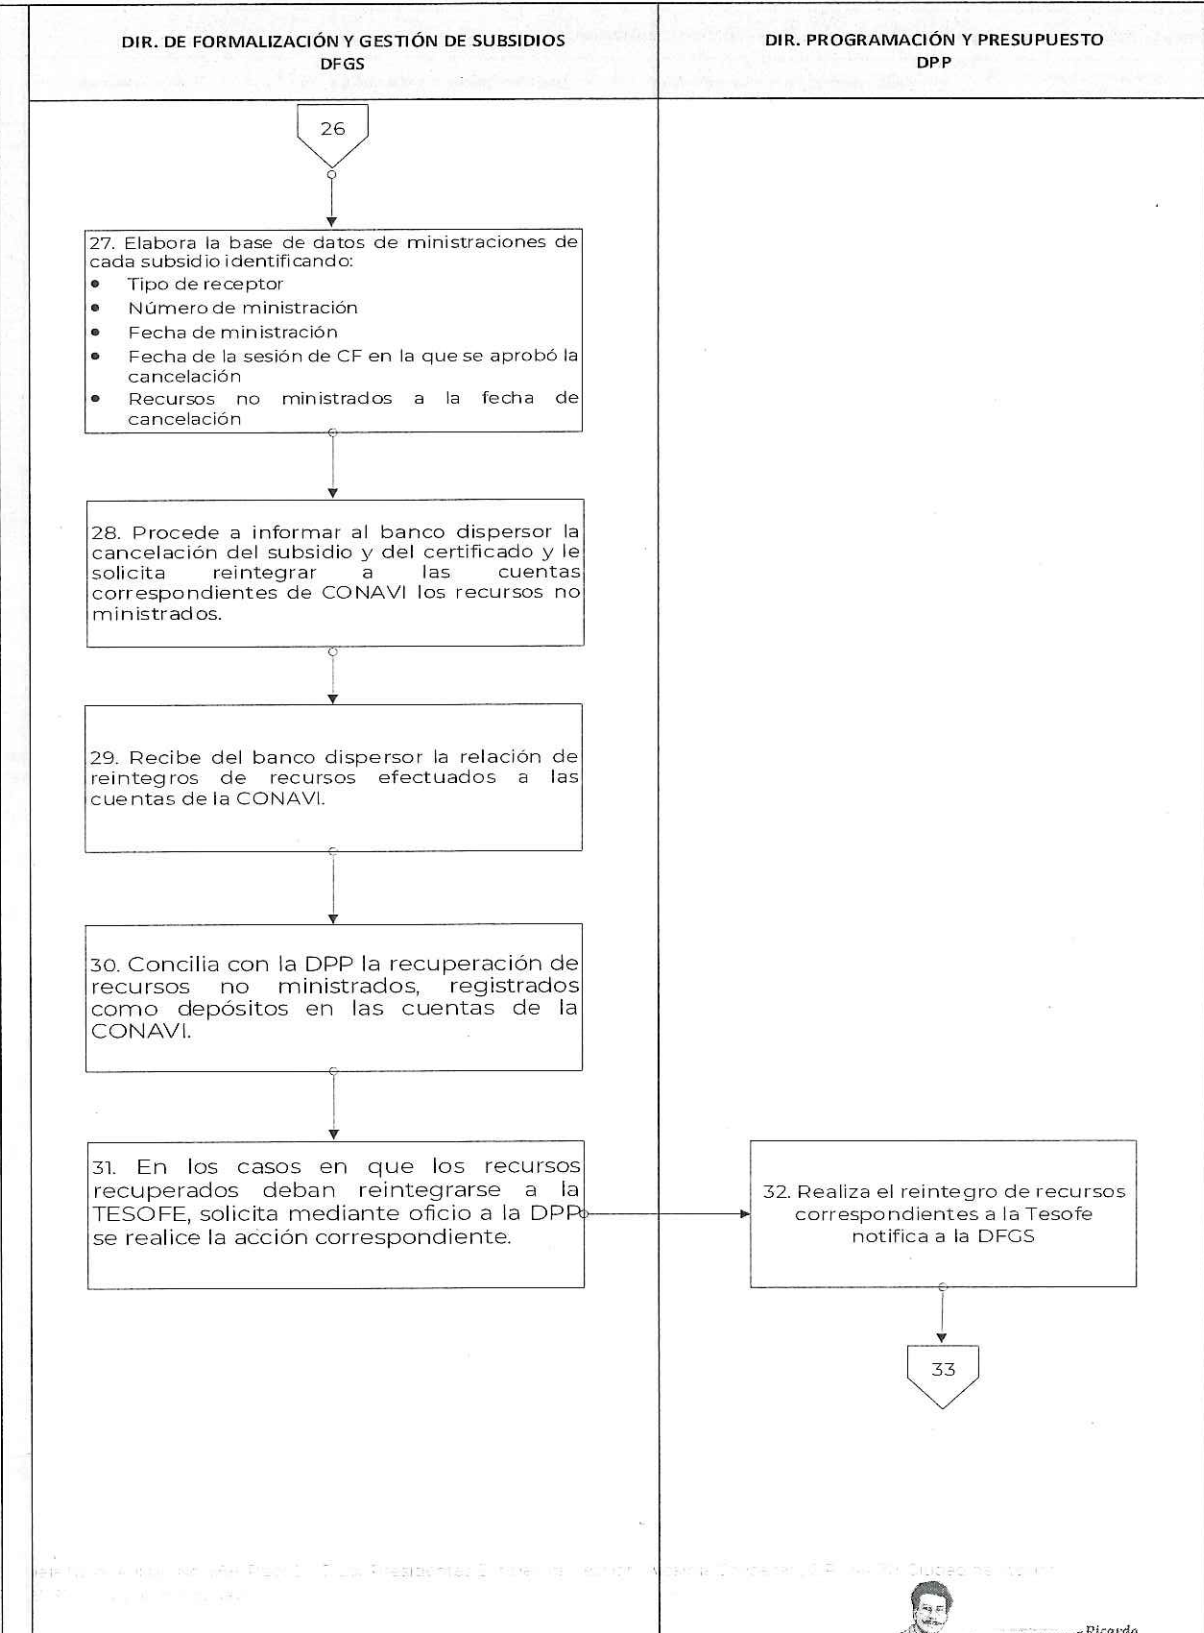 DIR. DE FORMALIZACIÓN Y GESTIÓN DE SUBSIDIOS
DFGS
DIR. PROGRAMACIÓN Y PRESUPUESTO
DPP
26
27. Elabora la base de datos de ministraciones de
cada subsidio identificando:
• Tipo de receptor
• Número de ministración
• Fecha de ministración
• Fecha de la sesión de CF en la que se aprobó la
cancelación
• Recursos no ministrados a la fecha de
cancelación
28. Procede a informar al banco dispersor la
cancelación del subsidio y del certificado y le
solicita reintegrar a las cuentas
correspondientes de CONAVI los recursos no
ministrados.
29. Recibe del banco dispersor la relación de
reintegros de recursos efectuados a las
cuentas de la CONAVI.
30. Concilia con la DPP la recuperación de
recursos no ministrados, registrados
como depósitos en las cuentas de la
CONAVI.
31. En los casos en que los recursos
recuperados deban reintegrarse a la
TESOFE, solicita mediante oficio a la DPP
se realice la acción correspondiente.
32. Realiza el reintegro de recursos
correspondientes a la Tesofe
notifica a la DFGS
33
Ricardo